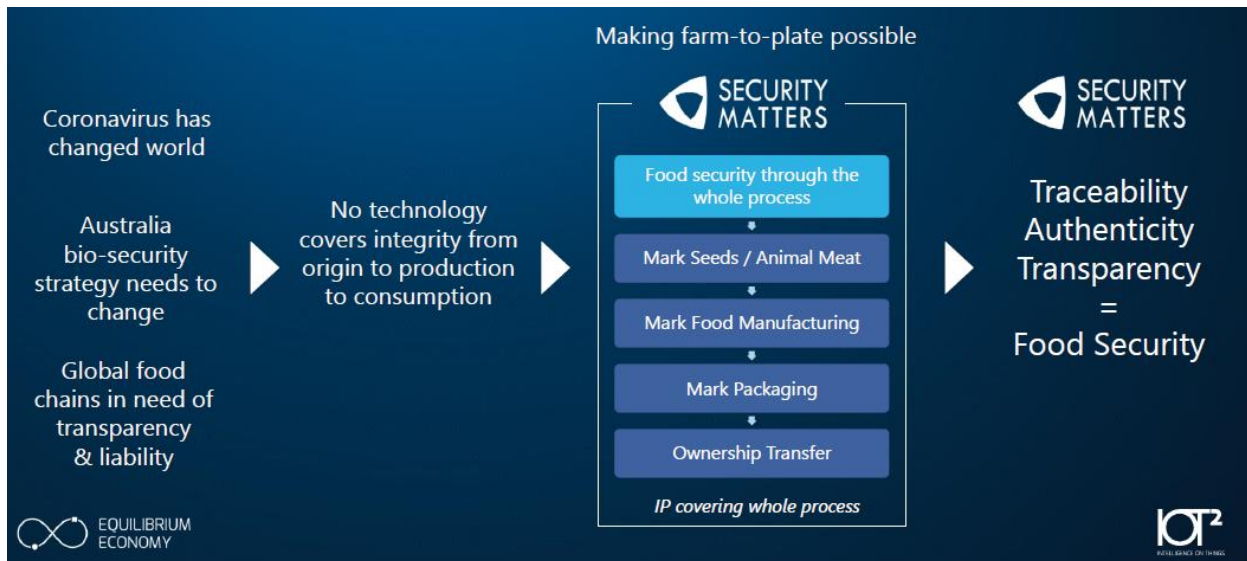 Making farm-to-plate possible
Coronavirus has
changed world
Australia
bio-security
strategy needs to
change
Global food
chains in need of
transparency
& liability
No technology
covers integrity from
origin to production
to consumption
SECURITY
MATTERS
Food security through the
whole process
Mark Seeds / Animal Meat
Mark Food Manufacturing
Mark Packaging
Ownership Transfer
IP covering whole process
SECURITY
MATTERS
Traceability
Authenticity
Transparency
=
Food Security
EQUILIBRIUM
ECONOMY
IOT²
INTELLIGENCE ON THINGS